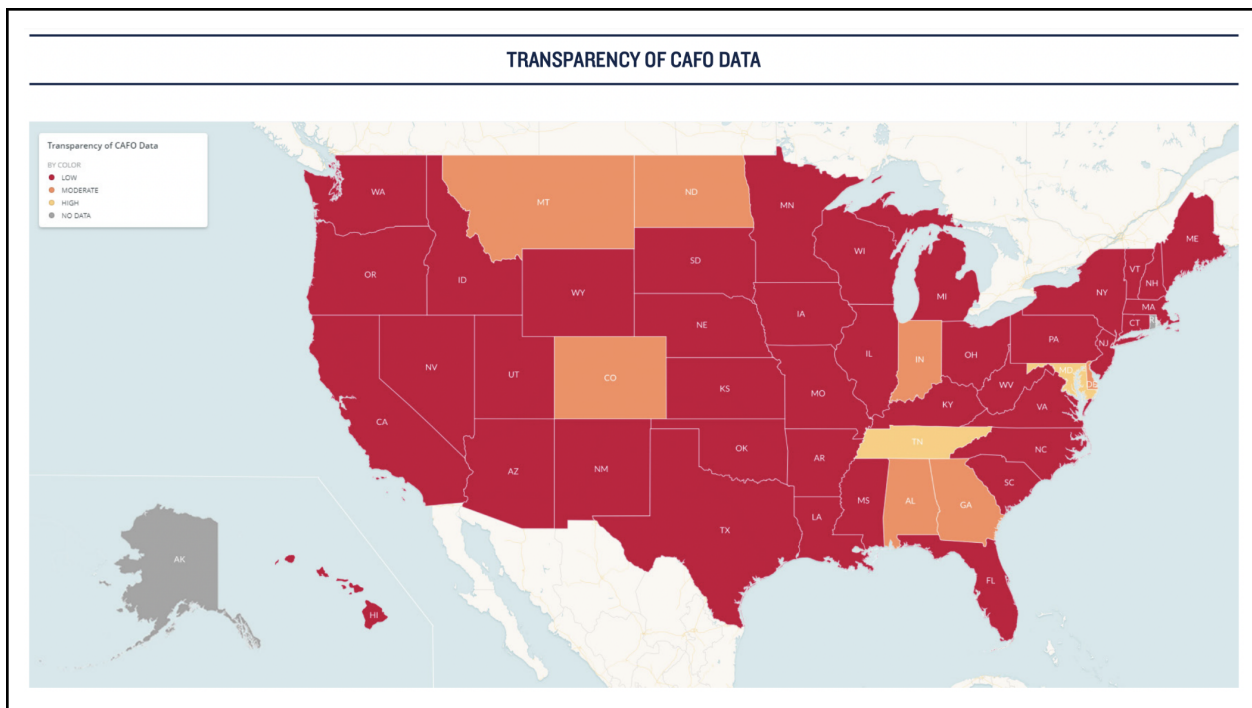 TRANSPARENCY OF CAFO DATA
Transparency of CAFO Data
BY COLOR
LOW
MODERATE
HIGH
NO DATA
WA
MT
ND
MN
ME
OR
ID
WY
SD
WI
MI
VT
NH
NY
MA
CT
NE
IA
PA
NJ
NV
UT
CO
KS
MO
IL
IN
OH
MD
DE
WV
VA
KY
CA
AZ
NM
OK
AR
TN
NC
SC
MS
AL
GA
LA
TX
FL
AK
HI